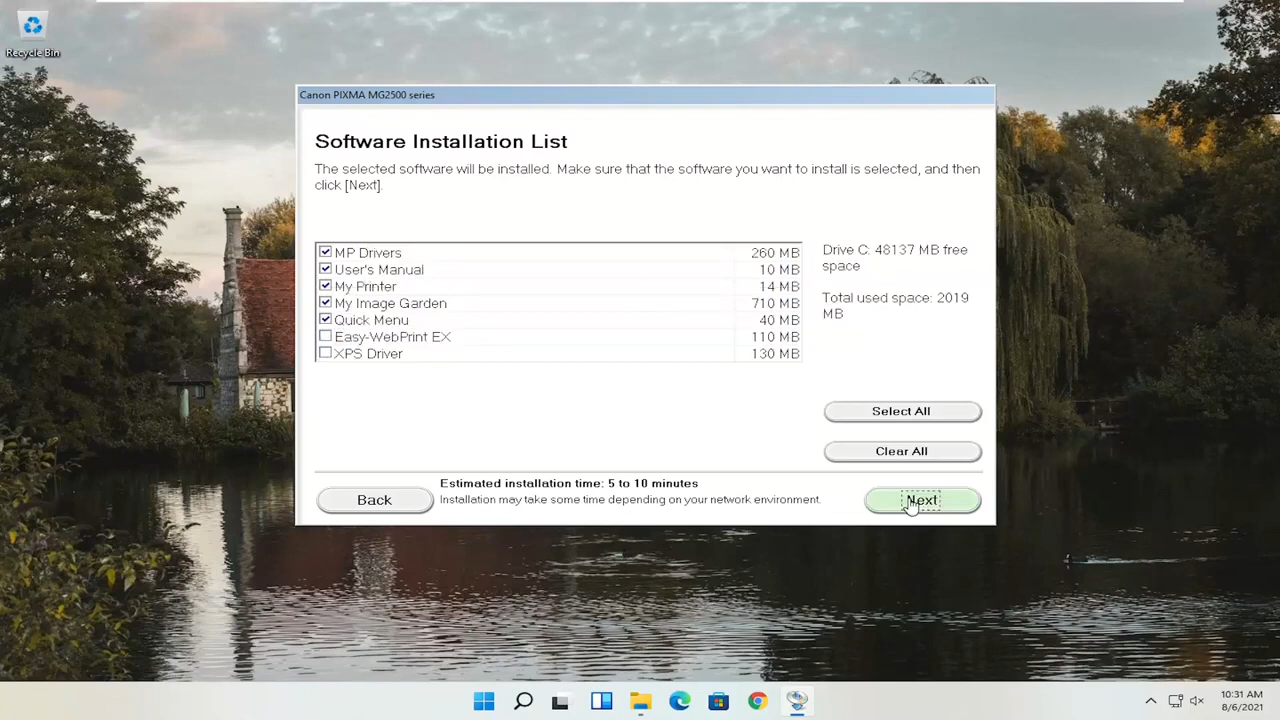 Recycle Bin
Canon PIXMA MG2500 series
Software Installation List
The selected software will be installed. Make sure that the software you want to install is selected, and then
click [Next].
MP Drivers 260 MB
User's Manual 10 MB
My Printer 14 MB
My Image Garden 710 MB
Quick Menu 40 MB
Easy-WebPrint EX 110 MB
XPS Driver 130 MB
Drive C: 48137 MB free
space
Total used space: 2019
MB
Select All
Clear All
Estimated installation time: 5 to 10 minutes
Installation may take some time depending on your network environment.
Back
Next
10:31 AM
8/6/2021